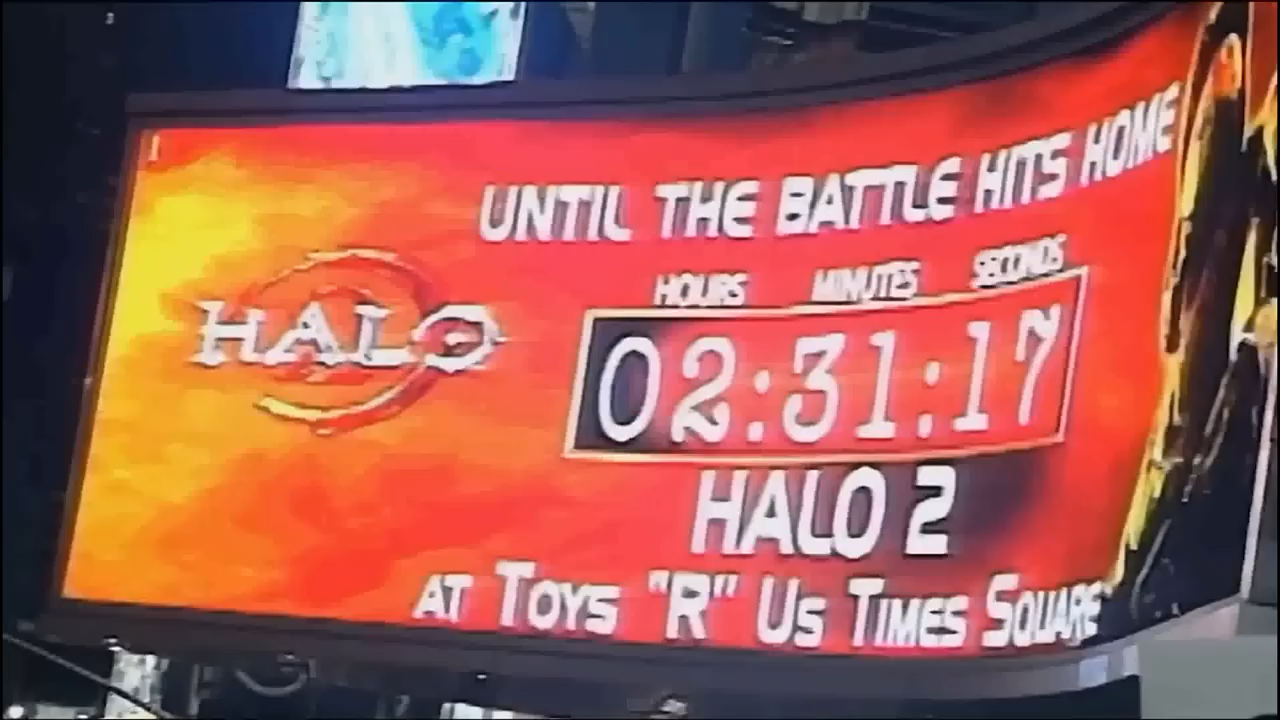 UNTIL THE BATTLE HITS HOME
HOURS MINUTES SECONDS
HALO
02:31:17
HALO 2
AT TOYS "R" US TIMES SQUARE